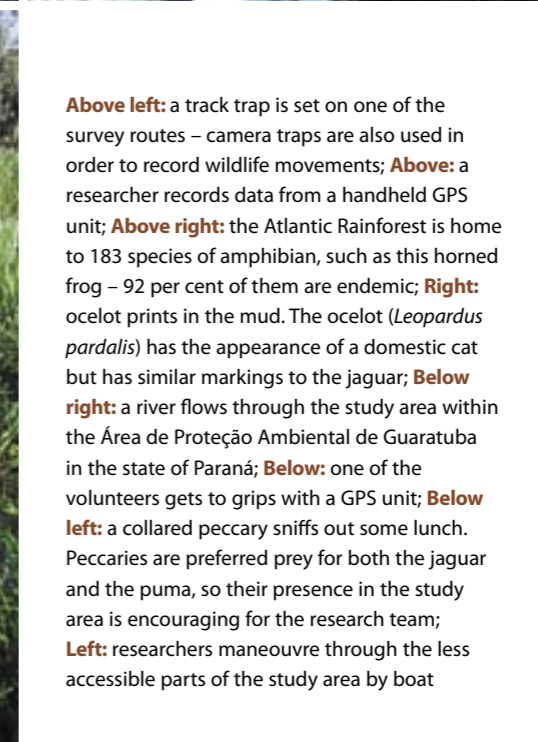 Above left: a track trap is set on one of the
survey routes – camera traps are also used in
order to record wildlife movements; Above: a
researcher records data from a handheld GPS
unit; Above right: the Atlantic Rainforest is home
to 183 species of amphibian, such as this horned
frog – 92 per cent of them are endemic; Right:
ocelot prints in the mud. The ocelot (Leopardus
pardalis) has the appearance of a domestic cat
but has similar markings to the jaguar; Below
right: a river flows through the study area within
the Área de Proteção Ambiental de Guaratuba
in the state of Paraná; Below: one of the
volunteers gets to grips with a GPS unit; Below
left: a collared peccary sniffs out some lunch.
Peccaries are preferred prey for both the jaguar
and the puma, so their presence in the study
area is encouraging for the research team;
Left: researchers maneouvre through the less
accessible parts of the study area by boat